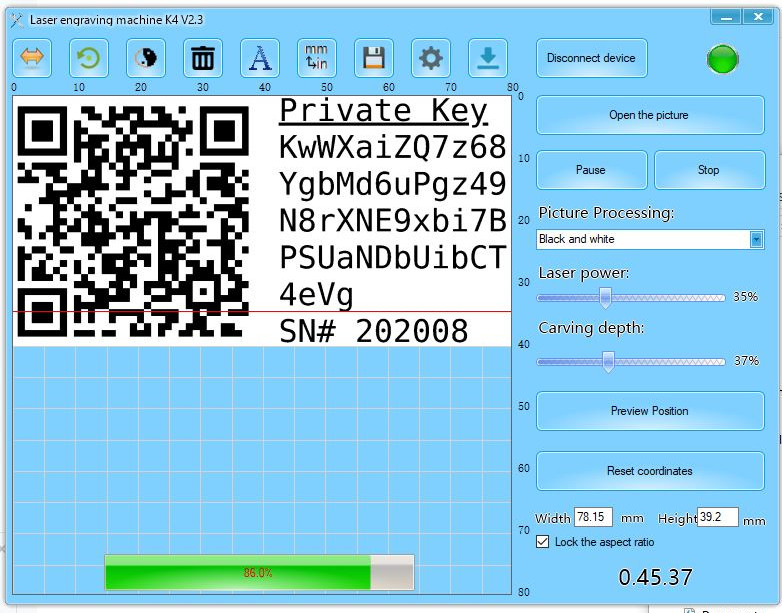 Laser engraving machine K4 V2.3
mm
in
Disconnect device
0 10 20 30 40 50 60 70 80
0
10
20
30
40
50
60
70
80
Private Key
KwWXaiZQ7z68
YgbMd6uPgz49
N8rXNE9xbi7B
PSUaNDbUibCT
4eVg
SN# 202008
Open the picture
Pause Stop
Picture Processing:
Black and white
Laser power:
35%
Carving depth:
37%
Preview Position
Reset coordinates
Width 78.15 mm Height 39.2 mm
Lock the aspect ratio
0.45.37
86.0%